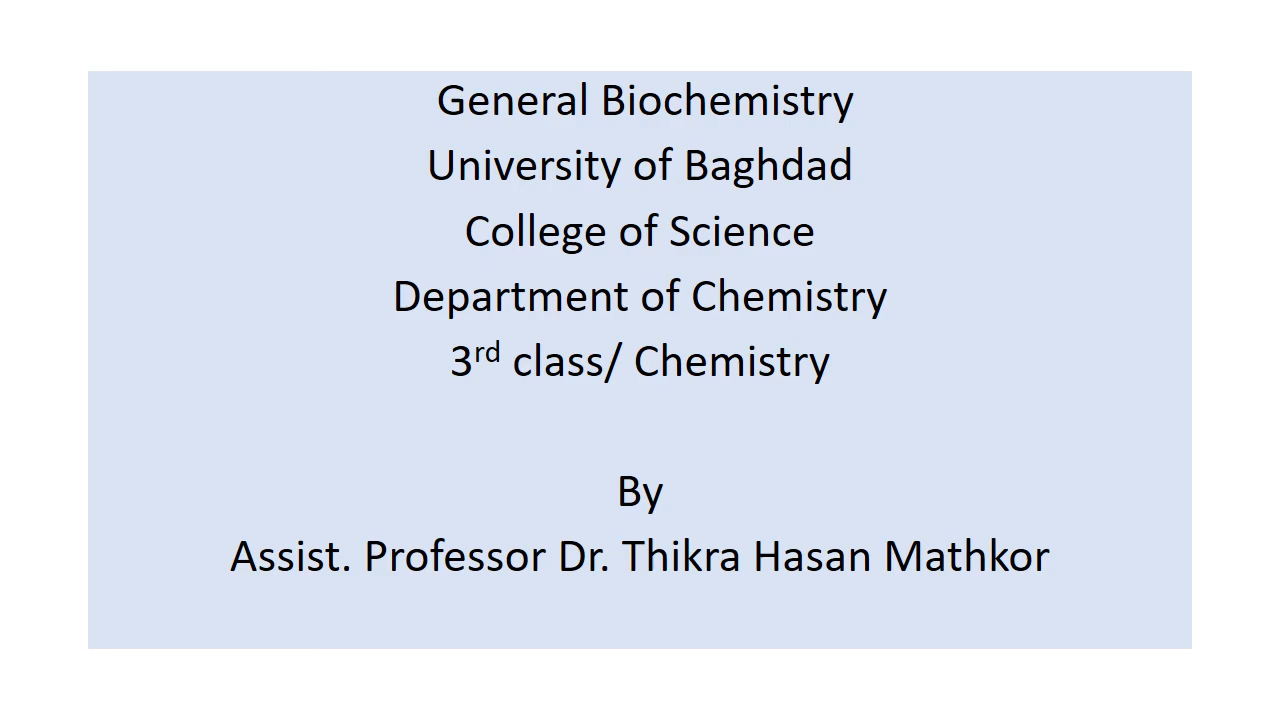 General Biochemistry
University of Baghdad
College of Science
Department of Chemistry
3rd class/ Chemistry
By
Assist. Professor Dr. Thikra Hasan Mathkor